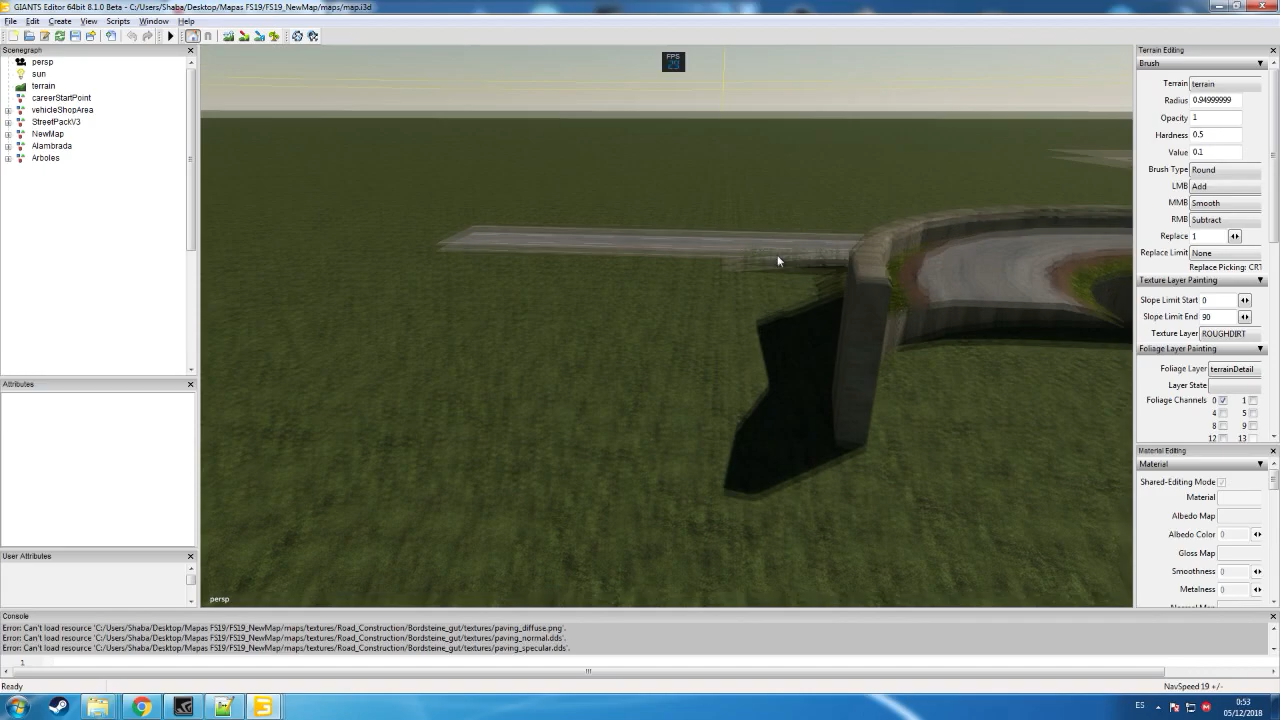 GIANTS Editor 64bit 8.1.0 Beta - C:/Users/Shaba/Desktop/Mapas FS19/FS19_NewMap/maps/map.i3d
File Edit Create View Scripts Window Help
Scenegraph
persp
sun
terrain
careerStartPoint
vehicleShopArea
StreetPackV3
NewMap
Alambrada
Arboles
Attributes
User Attributes
FPS
persp
Terrain Editing
Brush
Terrain terrain
Radius 0.94999999
Opacity 1
Hardness 0.5
Value 0.1
Brush Type Round
LMB Add
MMB Smooth
RMB Subtract
Replace 1
Replace Limit None
Replace Picking: CRT
Texture Layer Painting
Slope Limit Start 0
Slope Limit End 90
Texture Layer ROUGHDIRT
Foliage Layer Painting
Foliage Layer terrainDetail
Layer State
Foliage Channels 0 1
4 5
8 9
12 13
Material Editing
Material
Shared-Editing Mode
Material
Albedo Map
Albedo Color 0
Gloss Map
Smoothness 0
Metalness 0
Console
Error: Can't load resource 'C:/Users/Shaba/Desktop/Mapas FS19/FS19_NewMap/maps/textures/Road_Construction/Bordsteine_gut/textures/paving_diffuse.png'.
Error: Can't load resource 'C:/Users/Shaba/Desktop/Mapas FS19/FS19_NewMap/maps/textures/Road_Construction/Bordsteine_gut/textures/paving_normal.dds'.
Error: Can't load resource 'C:/Users/Shaba/Desktop/Mapas FS19/FS19_NewMap/maps/textures/Road_Construction/Bordsteine_gut/textures/paving_specular.dds'.
1
Ready
NavSpeed 19 +/-
ES
0:53
05/12/2018